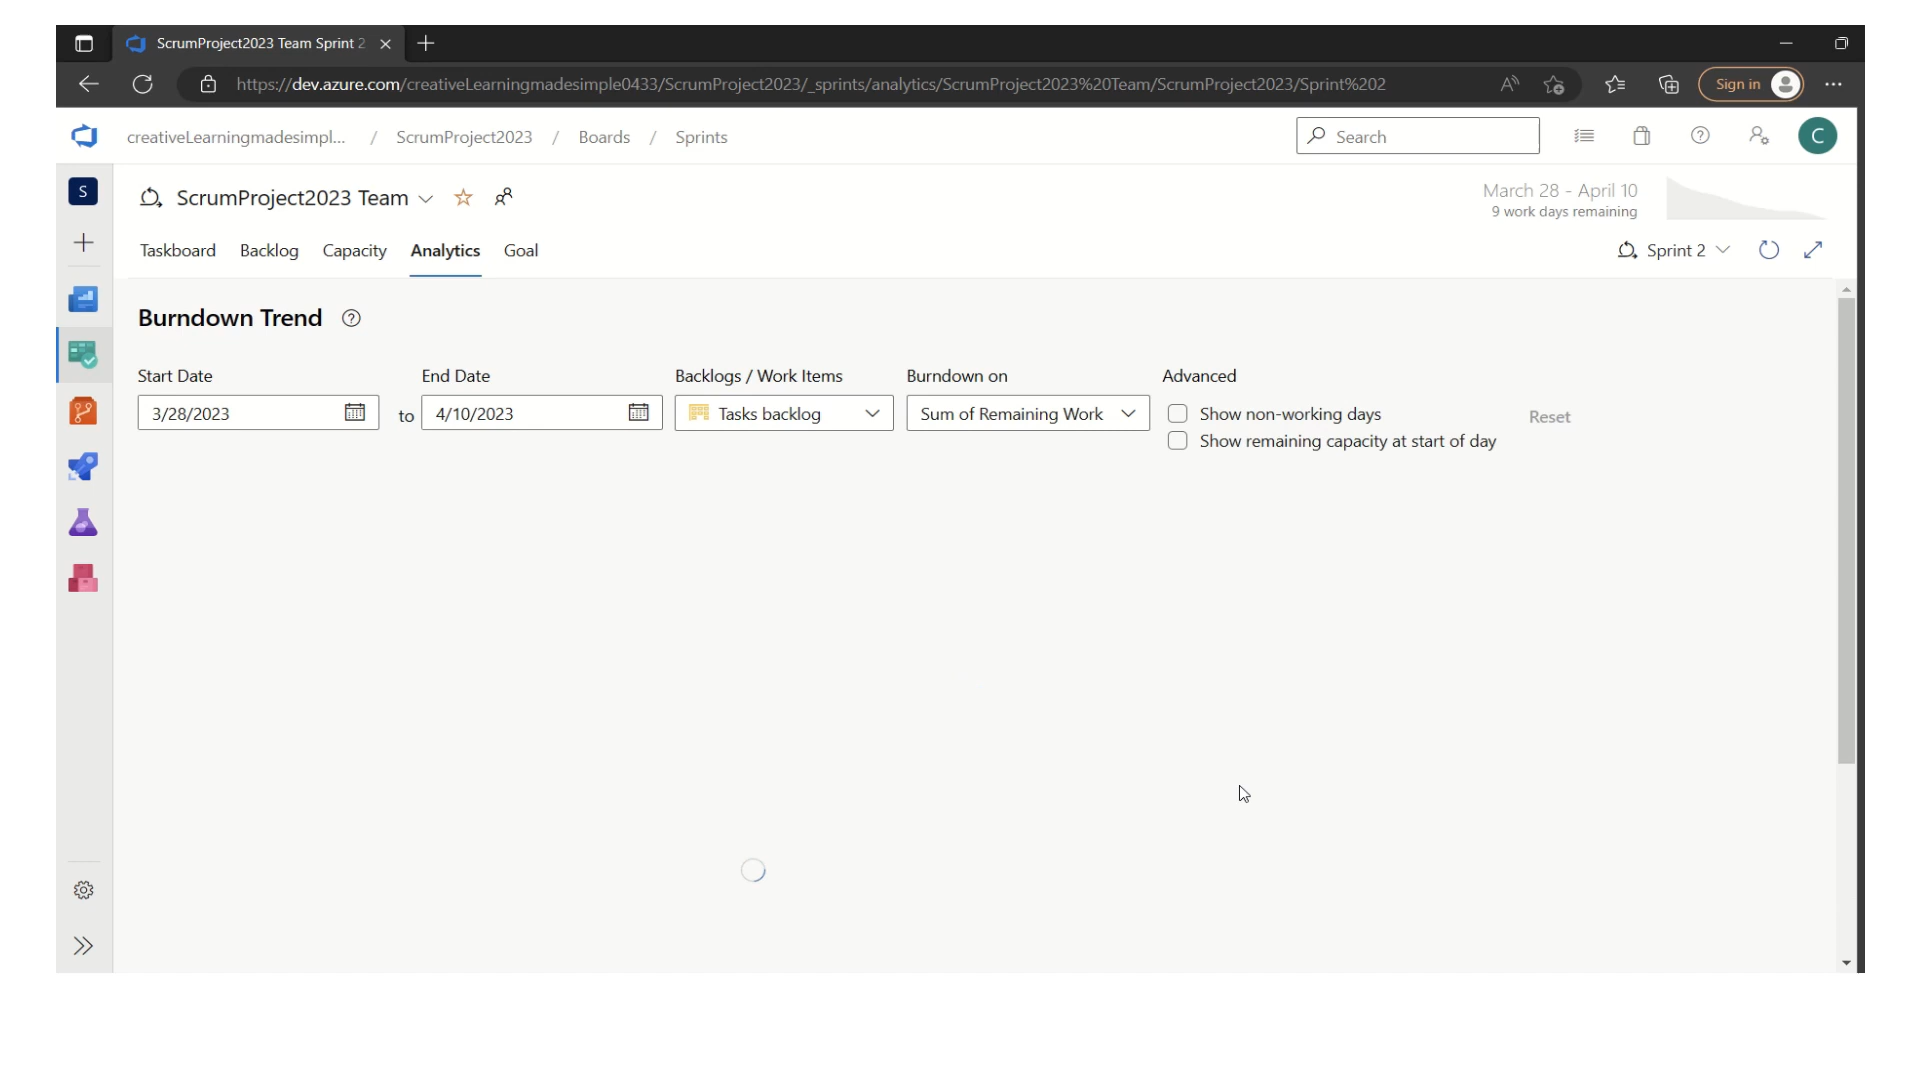 ScrumProject2023 Team Sprint 2
https://dev.azure.com/creativeLearningmadesimple0433/ScrumProject2023/_sprints/analytics/ScrumProject2023%20Team/ScrumProject2023/Sprint%202
Sign in
creativeLearningmadesimpl... / ScrumProject2023 / Boards / Sprints
Search
C
S
ScrumProject2023 Team
March 28 - April 10
9 work days remaining
Taskboard Backlog Capacity Analytics Goal
Sprint 2
Burndown Trend
Start Date End Date Backlogs / Work Items Burndown on Advanced
3/28/2023 to 4/10/2023 Tasks backlog Sum of Remaining Work Show non-working days Reset
Show remaining capacity at start of day